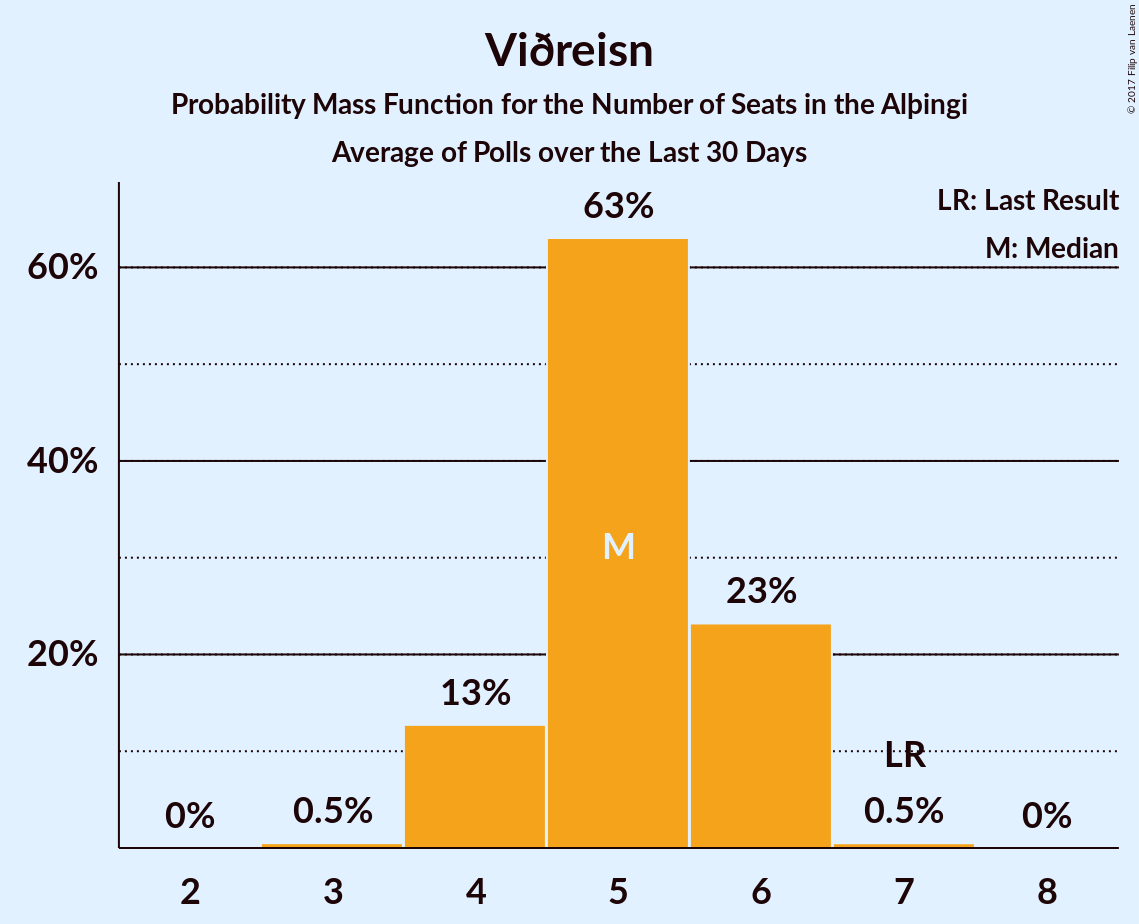 Viðreisn
Probability Mass Function for the Number of Seats in the Alþingi
Average of Polls over the Last 30 Days
© 2017 Filip van Laenen
LR: Last Result
M: Median
63%
60%
40%
M
23%
20%
13%
LR
0%
0.5%
0.5%
0%
2 3 4 5 6 7 8